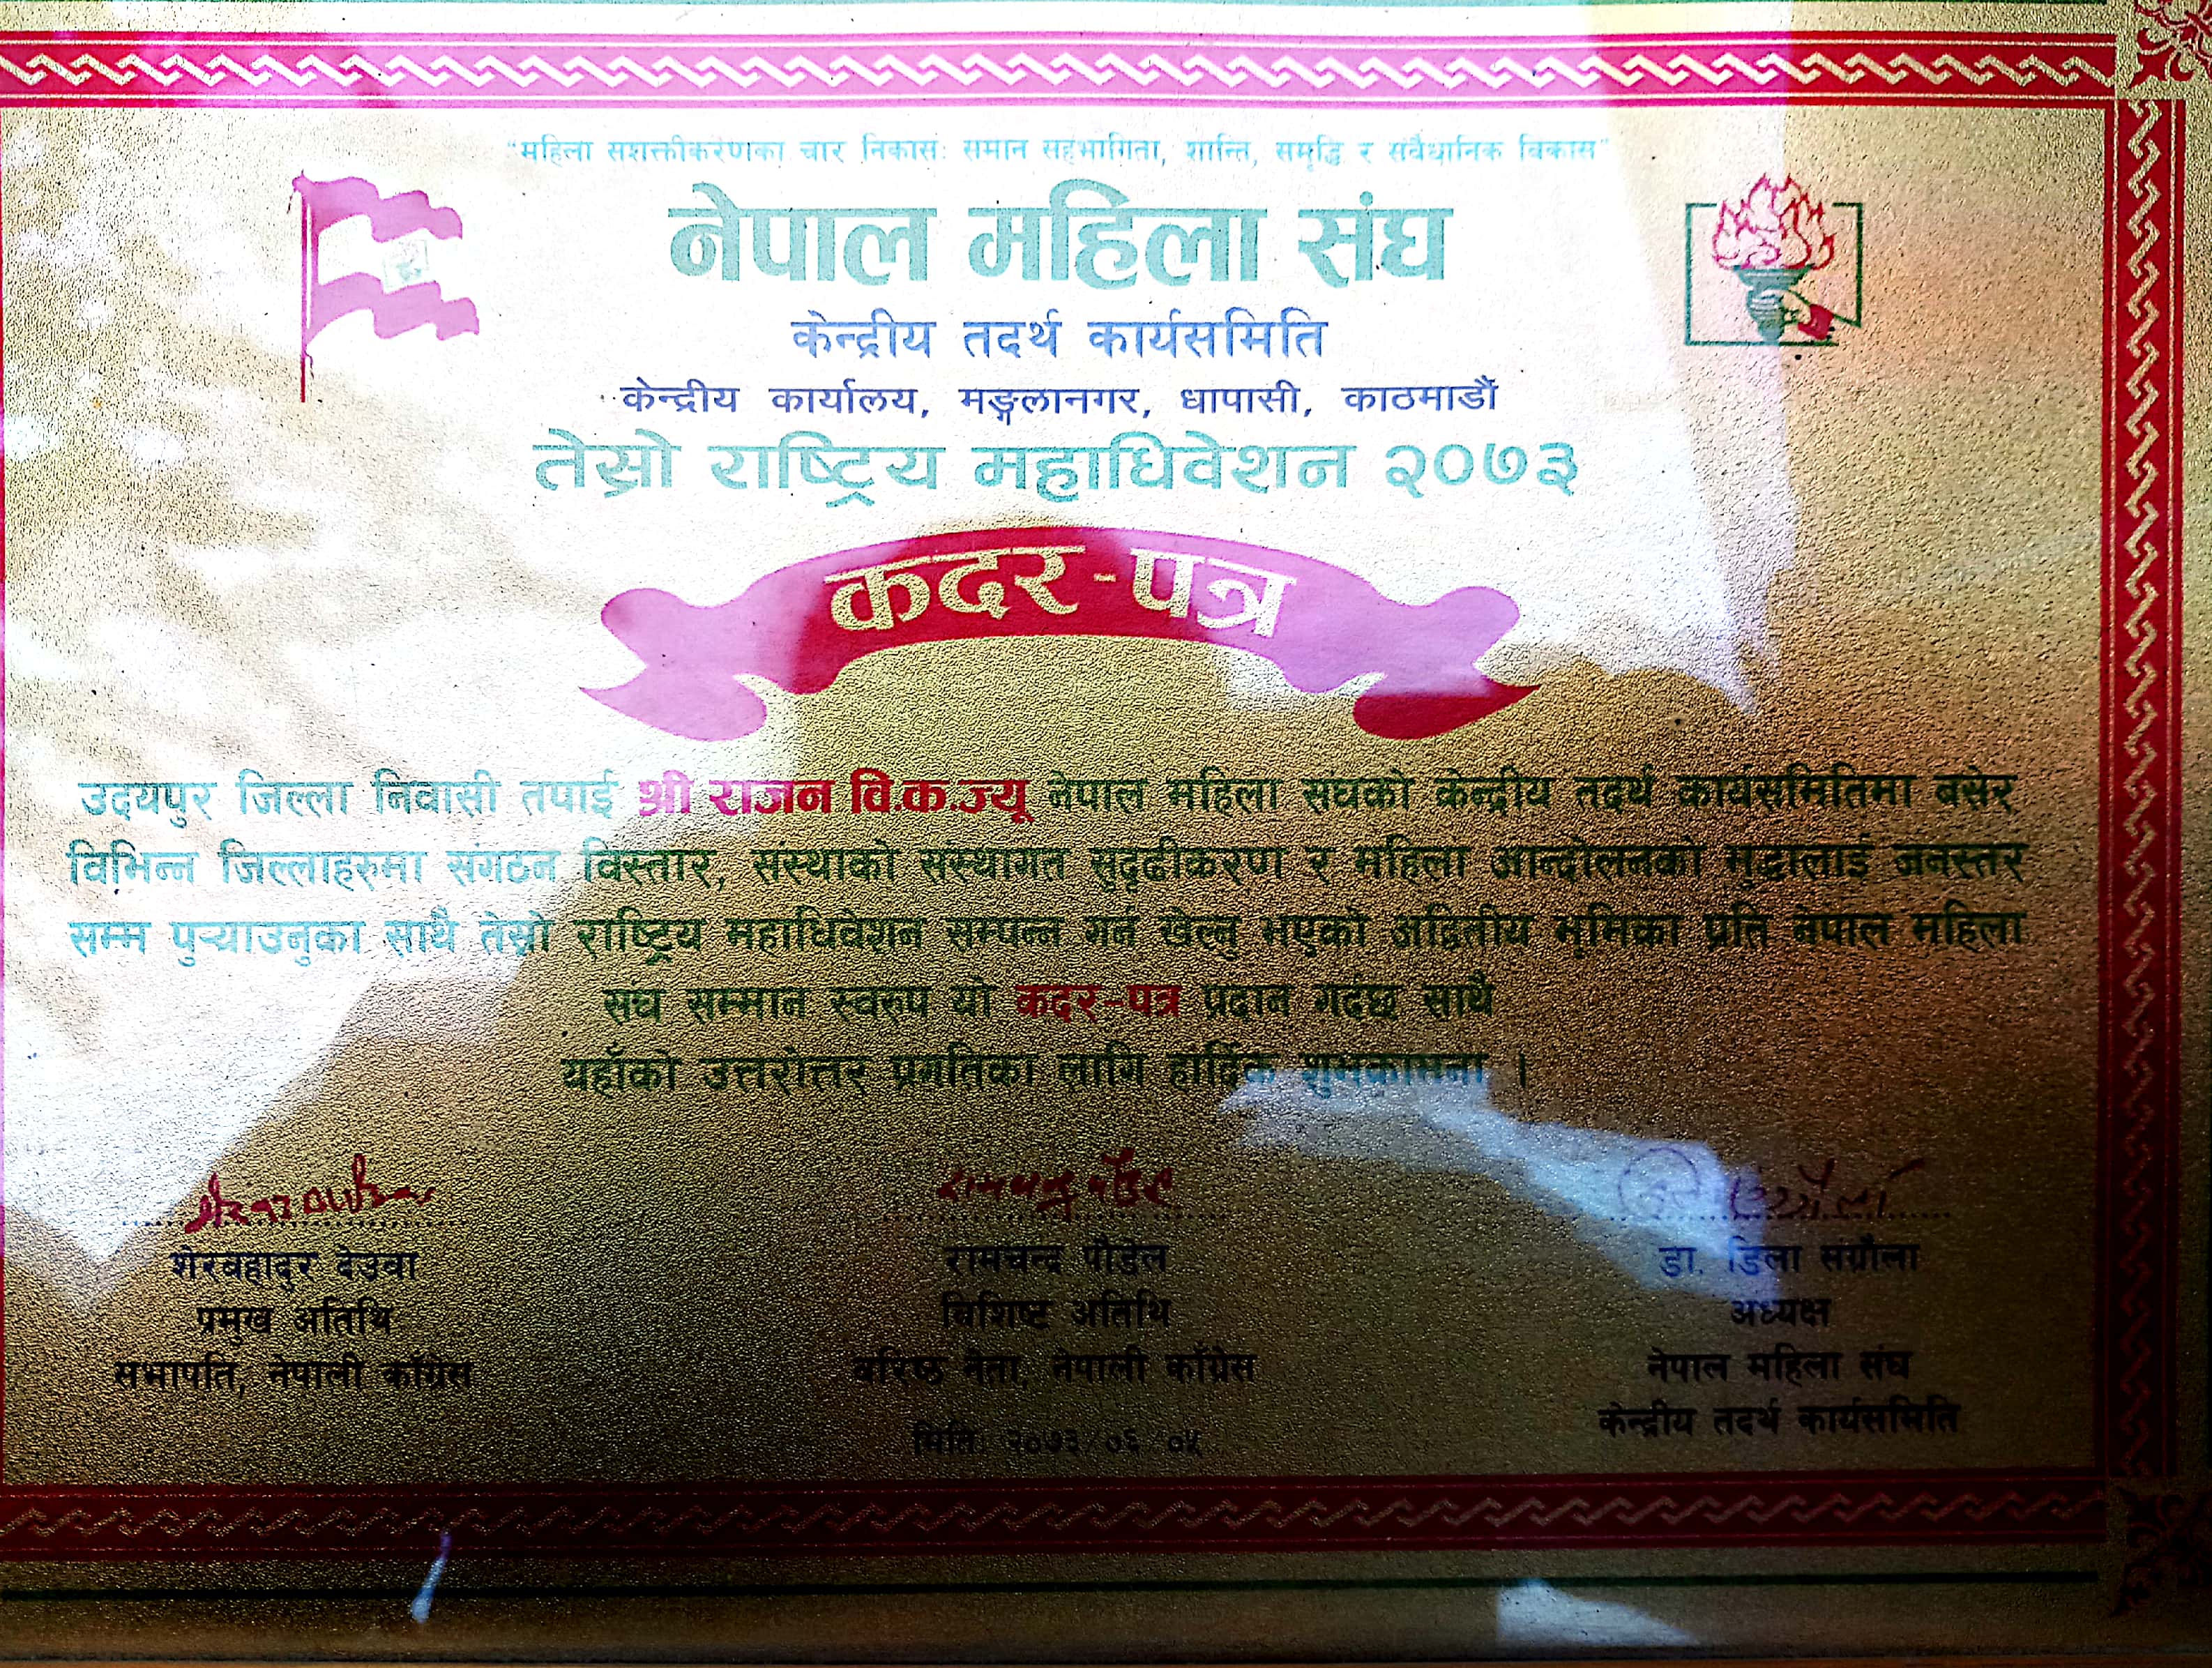 "महिला सशक्तीकरणका चार निकासः समान सहभागिता, शान्ति, समृद्धि र संवैधानिक विकास"
नेपाल महिला संघ
केन्द्रीय तदर्थ कार्यसमिति
केन्द्रीय कार्यालय, मङ्गलानगर, धापासी, काठमाडौं
तेस्रो राष्ट्रिय महाधिवेशन २०७३
कदर-पत्र
उदयपुर जिल्ला निवासी तपाई श्री राजन वि.क.ज्यू नेपाल महिला संघको केन्द्रीय तदर्थ कार्यसमितिमा बसेर
विभिन्न जिल्लाहरुमा संगठन विस्तार, संस्थाको संस्थागत सुदृढीकरण र महिला आन्दोलनको मुद्धालाई जनस्तर
सम्म पुऱ्याउनुका साथै तेस्रो राष्ट्रिय महाधिवेशन सम्पन्न गर्न खेल्नु भएको अद्वितीय भूमिका प्रति नेपाल महिला
संघ सम्मान स्वरुप यो कदर-पत्र प्रदान गर्दछ साथै
यहाँको उत्तरोत्तर प्रगतिका लागि हार्दिक शुभकामना ।
शेरबहादुर देउवा
प्रमुख अतिथि
सभापति, नेपाली काँग्रेस
रामचन्द्र पौडेल
विशिष्ट अतिथि
वरिष्ठ नेता, नेपाली काँग्रेस
डा. डिला संग्रौला
अध्यक्ष
नेपाल महिला संघ
केन्द्रीय तदर्थ कार्यसमिति
मिति: २०७३/०६/०५